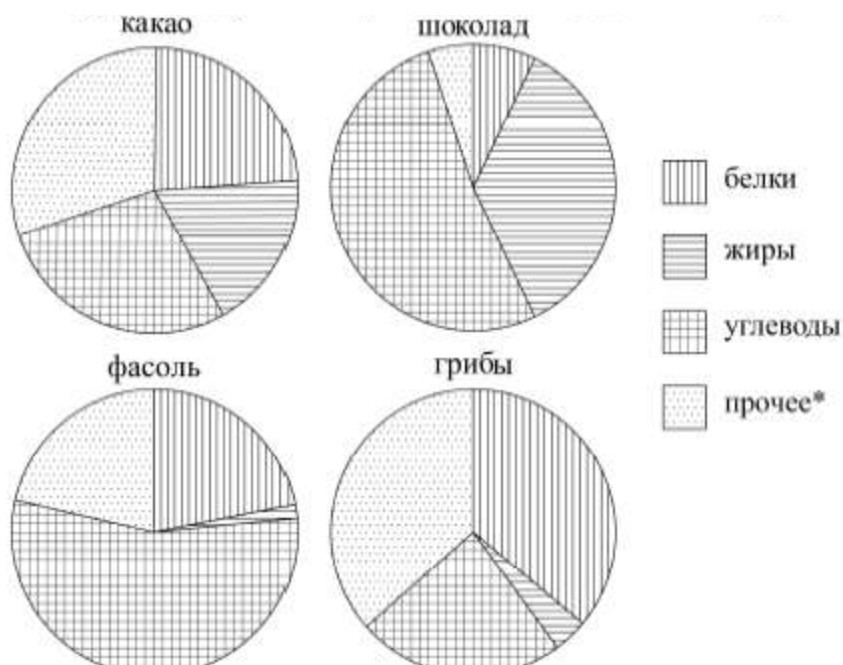 какао
шоколад
белки
жиры
углеводы
прочее*
фасоль
грибы